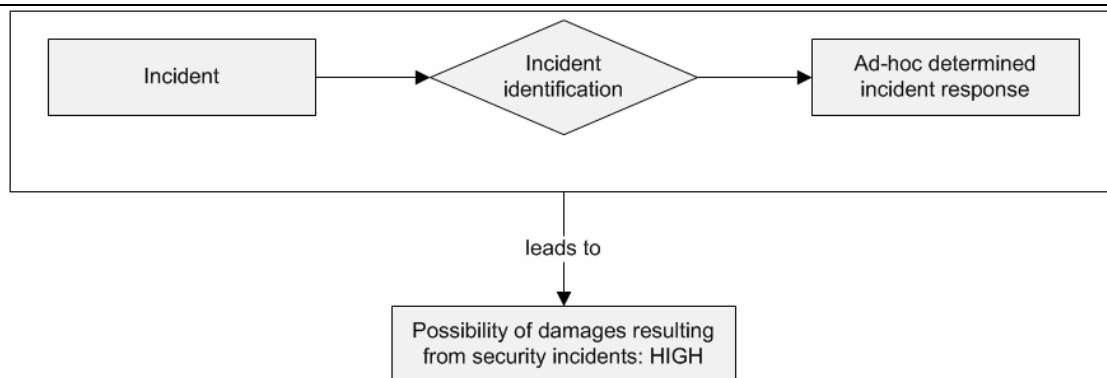 Incident
Incident
identification
Ad-hoc determined
incident response
leads to
Possibility of damages resulting
from security incidents: HIGH